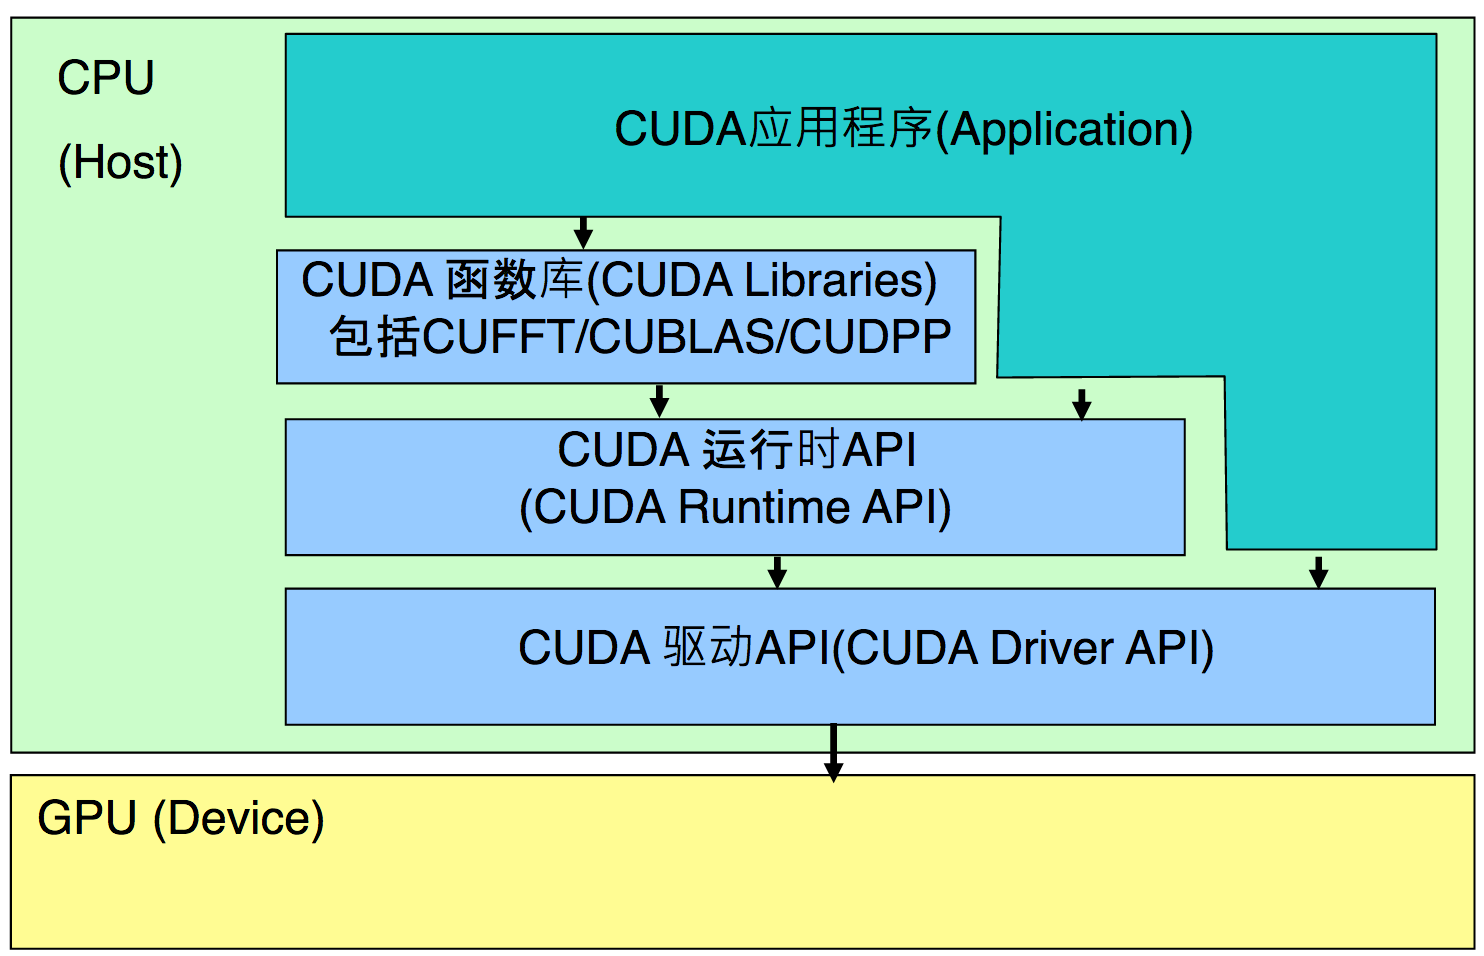 CPU
(Host)
CUDA应用程序(Application)
CUDA 函数库(CUDA Libraries)
包括CUFFT/CUBLAS/CUDPP
CUDA 运行时API
(CUDA Runtime API)
CUDA 驱动API(CUDA Driver API)
GPU (Device)